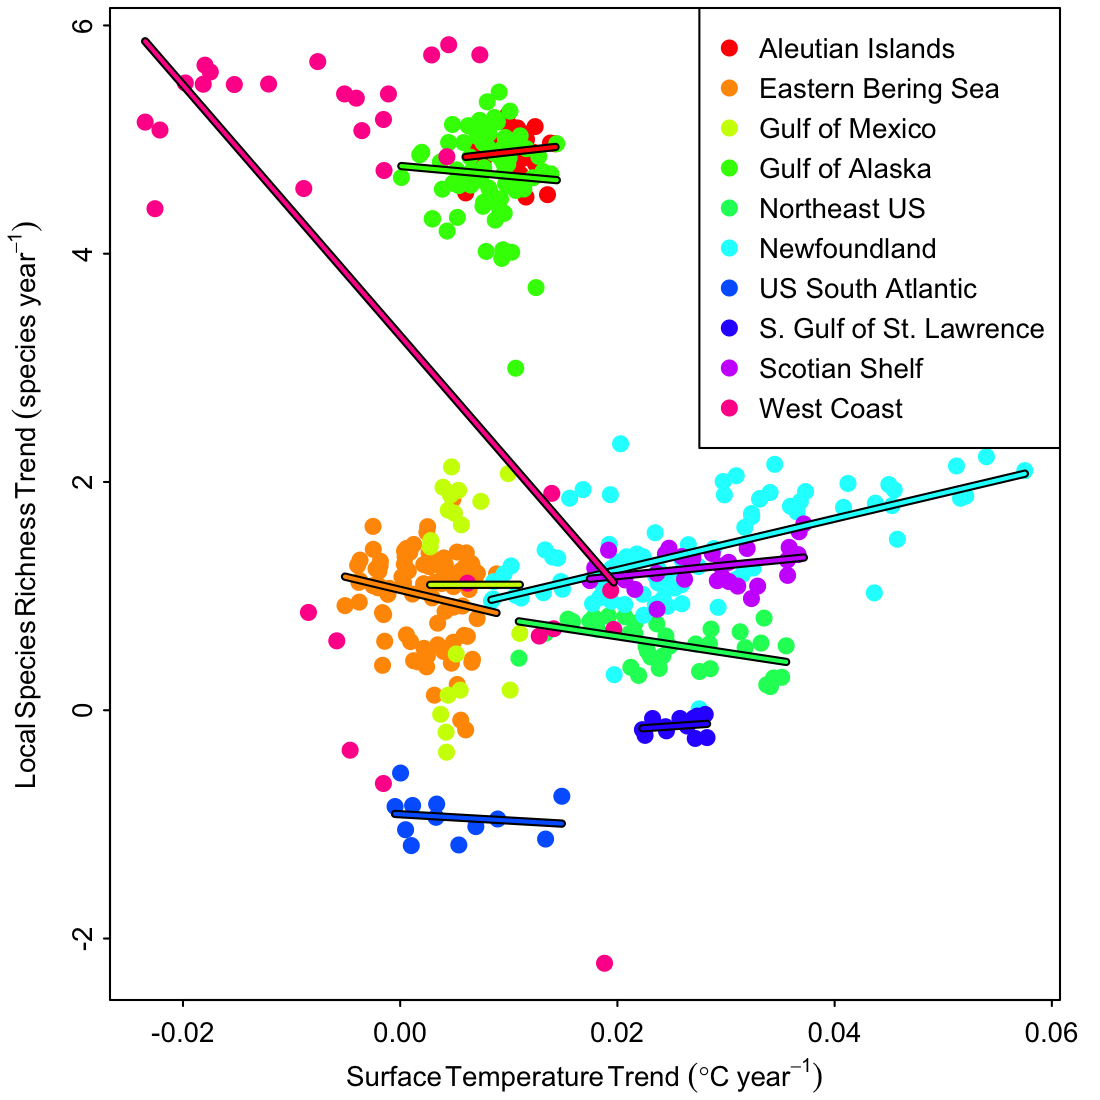 6
4
2
0
-2
Local Species Richness Trend (species year⁻¹)
Aleutian Islands
Eastern Bering Sea
Gulf of Mexico
Gulf of Alaska
Northeast US
Newfoundland
US South Atlantic
S. Gulf of St. Lawrence
Scotian Shelf
West Coast
-0.02 0.00 0.02 0.04 0.06
Surface Temperature Trend (°C year⁻¹)